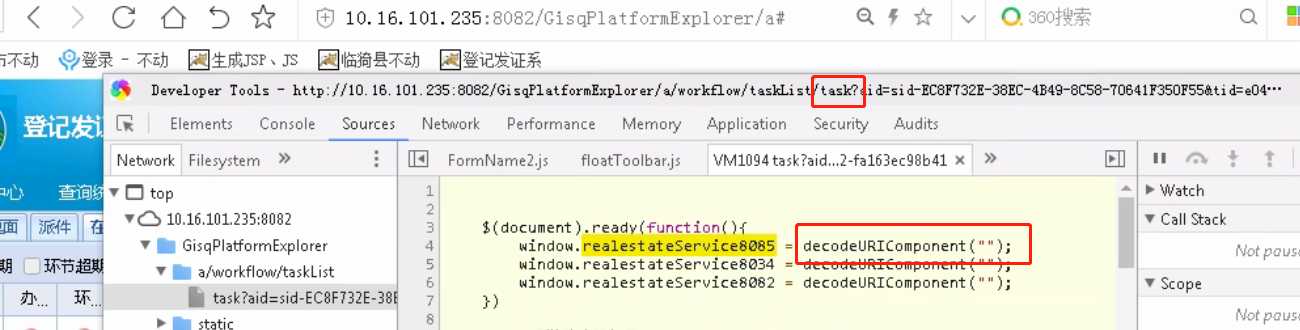 10.16.101.235:8082/GisqPlatformExplorer/a#
360搜索
市不动
登录 - 不动
生成JSP、JS
临猗县不动
登记发证系
Developer Tools - http://10.16.101.235:8082/GisqPlatformExplorer/a/workflow/taskList/task?aid=sid-EC8F732E-38EC-4B49-8C58-70641F350F55&tid=e04…
Elements Console Sources Network Performance Memory Application Security Audits
登记发
Network Filesystem »
FormName2.js floatToolbar.js VM1094 task?aid...2-fa163ec98b41 × »
Watch
Call Stack
Not paus
Scope
Not paus
中心 查询
top
10.16.101.235:8082
GisqPlatformExplorer
a/workflow/taskList
task?aid=sid-EC8F732E-38E
static
派件 在
环节超期
办... 环...
1
2
3 $(document).ready(function(){
4 window.realestateService8085 = decodeURIComponent("");
5 window.realestateService8034 = decodeURIComponent("");
6 window.realestateService8082 = decodeURIComponent("");
7 })
8